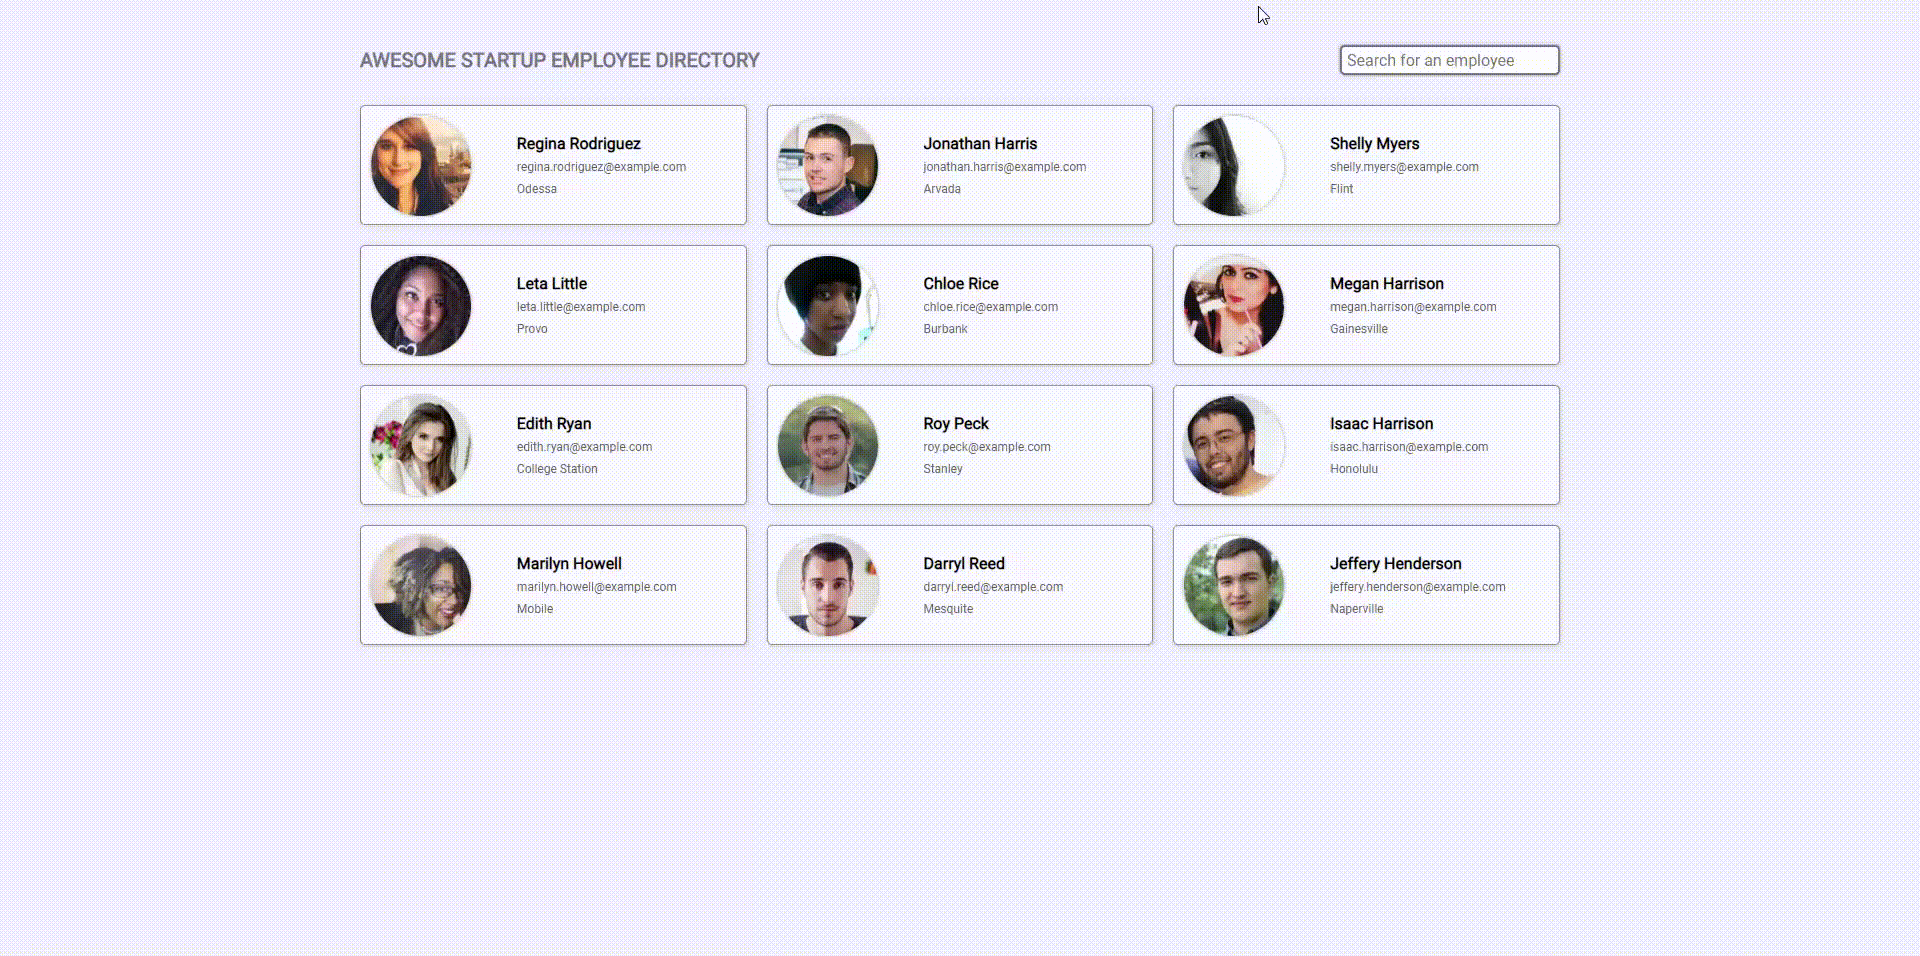 AWESOME STARTUP EMPLOYEE DIRECTORY
Search for an employee
Regina Rodriguez
regina.rodriguez@example.com
Odessa
Jonathan Harris
jonathan.harris@example.com
Arvada
Shelly Myers
shelly.myers@example.com
Flint
Leta Little
leta.little@example.com
Provo
Chloe Rice
chloe.rice@example.com
Burbank
Megan Harrison
megan.harrison@example.com
Gainesville
Edith Ryan
edith.ryan@example.com
College Station
Roy Peck
roy.peck@example.com
Stanley
Isaac Harrison
isaac.harrison@example.com
Honolulu
Marilyn Howell
marilyn.howell@example.com
Mobile
Darryl Reed
darryl.reed@example.com
Mesquite
Jeffery Henderson
jeffery.henderson@example.com
Naperville